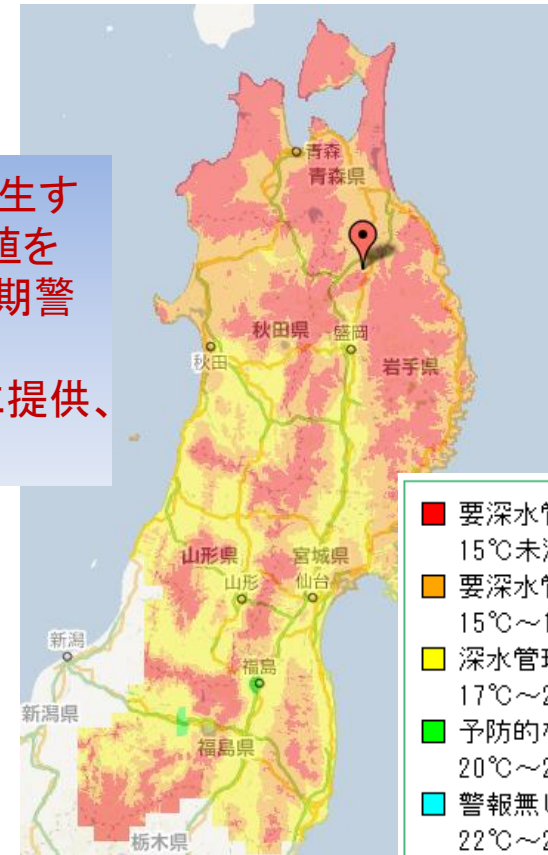 生す
値を
期警
に提供、
青森
青森県
秋田県
盛岡
秋田
岩手県
山形県
宮城県
山形
仙台
新潟
福島
新潟県
福島県
栃木県
要深水管
15℃未
要深水管
15℃～1
深水管
17℃～2
予防的
20℃～2
警報無
22℃～2